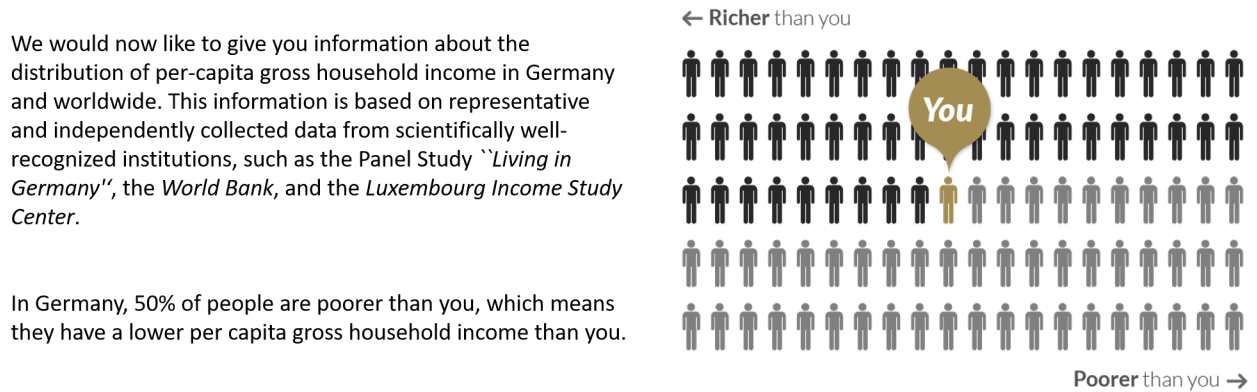 ← Richer than you
We would now like to give you information about the
distribution of per-capita gross household income in Germany
and worldwide. This information is based on representative
and independently collected data from scientifically well-
recognized institutions, such as the Panel Study ``Living in
Germany'‘, the World Bank, and the Luxembourg Income Study
Center.
You
In Germany, 50% of people are poorer than you, which means
they have a lower per capita gross household income than you.
Poorer than you →